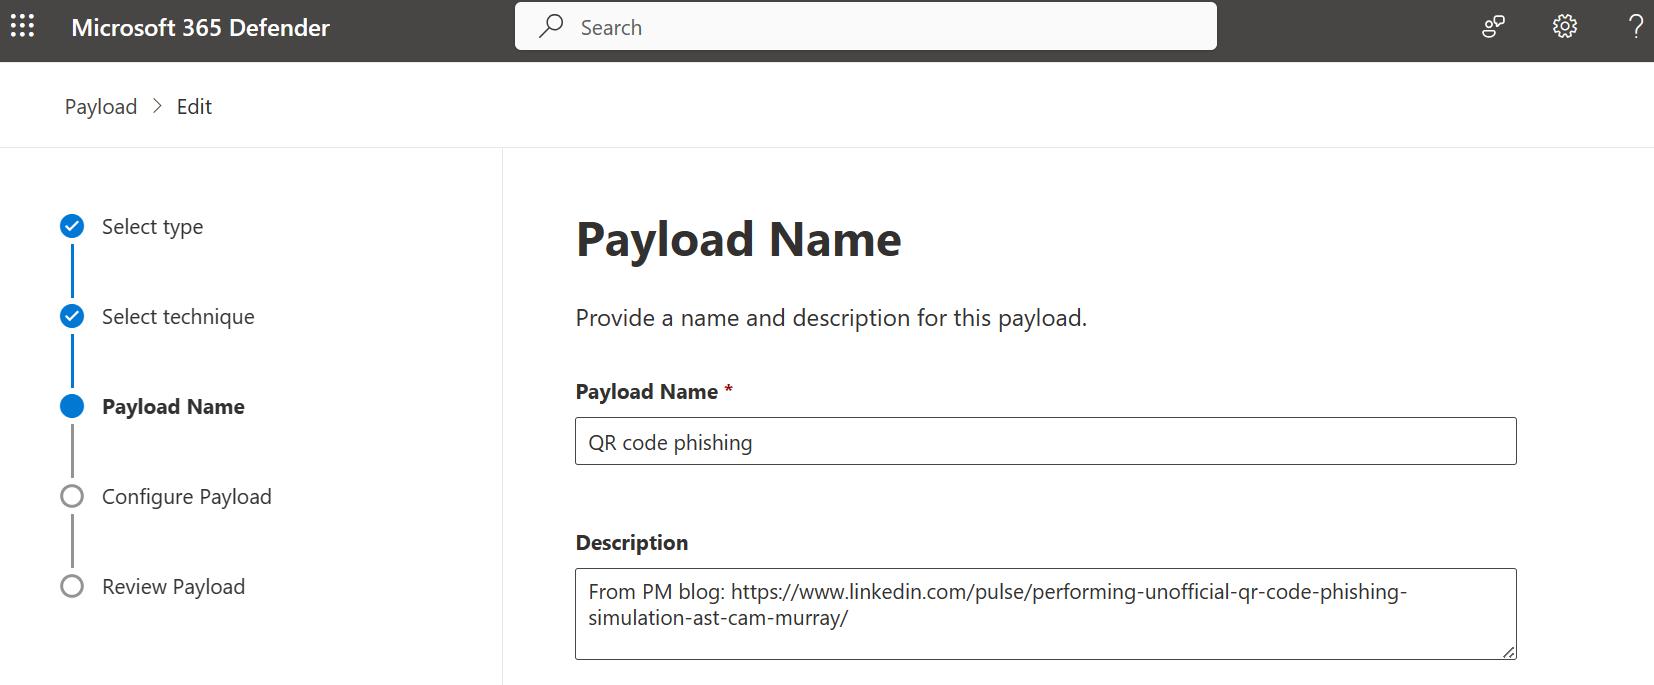 Microsoft 365 Defender
Search
?
Payload > Edit
Select type
Select technique
Payload Name
Configure Payload
Review Payload
Payload Name
Provide a name and description for this payload.
Payload Name *
QR code phishing
Description
From PM blog: https://www.linkedin.com/pulse/performing-unofficial-qr-code-phishing-
simulation-ast-cam-murray/